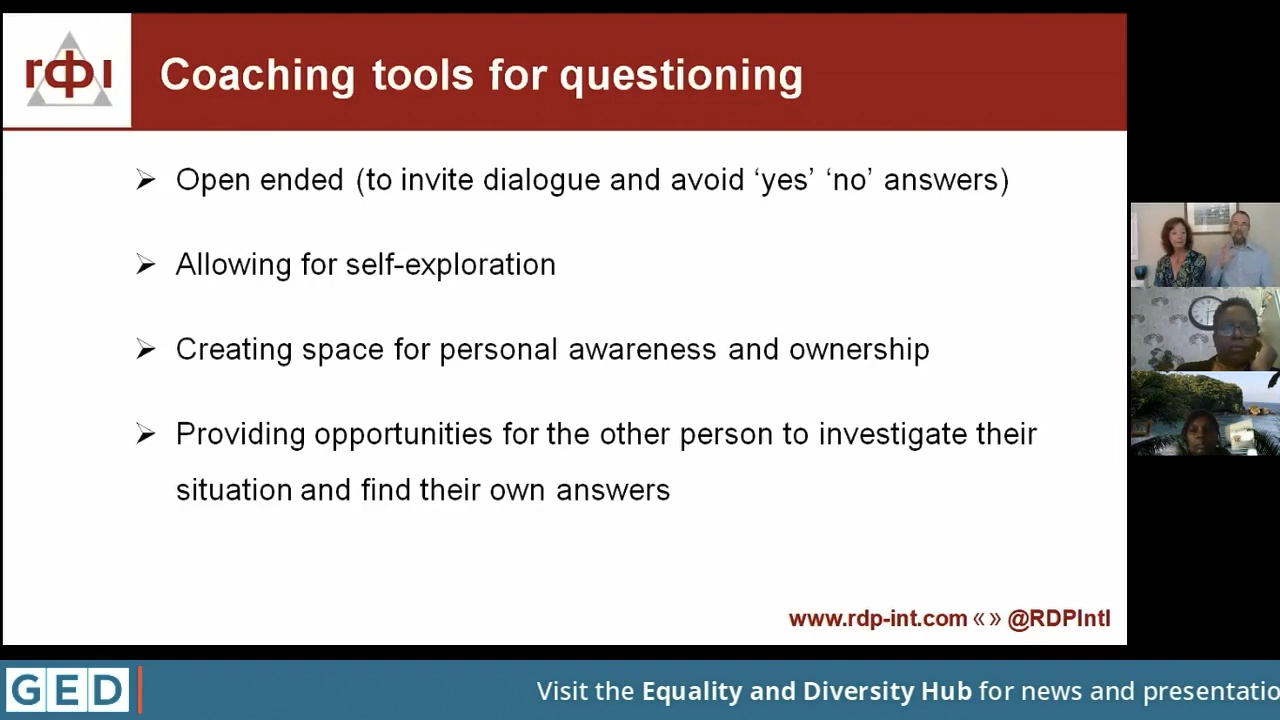 rФI
Coaching tools for questioning
➢ Open ended (to invite dialogue and avoid ‘yes’ ‘no’ answers)
➢ Allowing for self-exploration
➢ Creating space for personal awareness and ownership
➢ Providing opportunities for the other person to investigate their
situation and find their own answers
www.rdp-int.com «» @RDPIntl
GED
Visit the Equality and Diversity Hub for news and presentatio